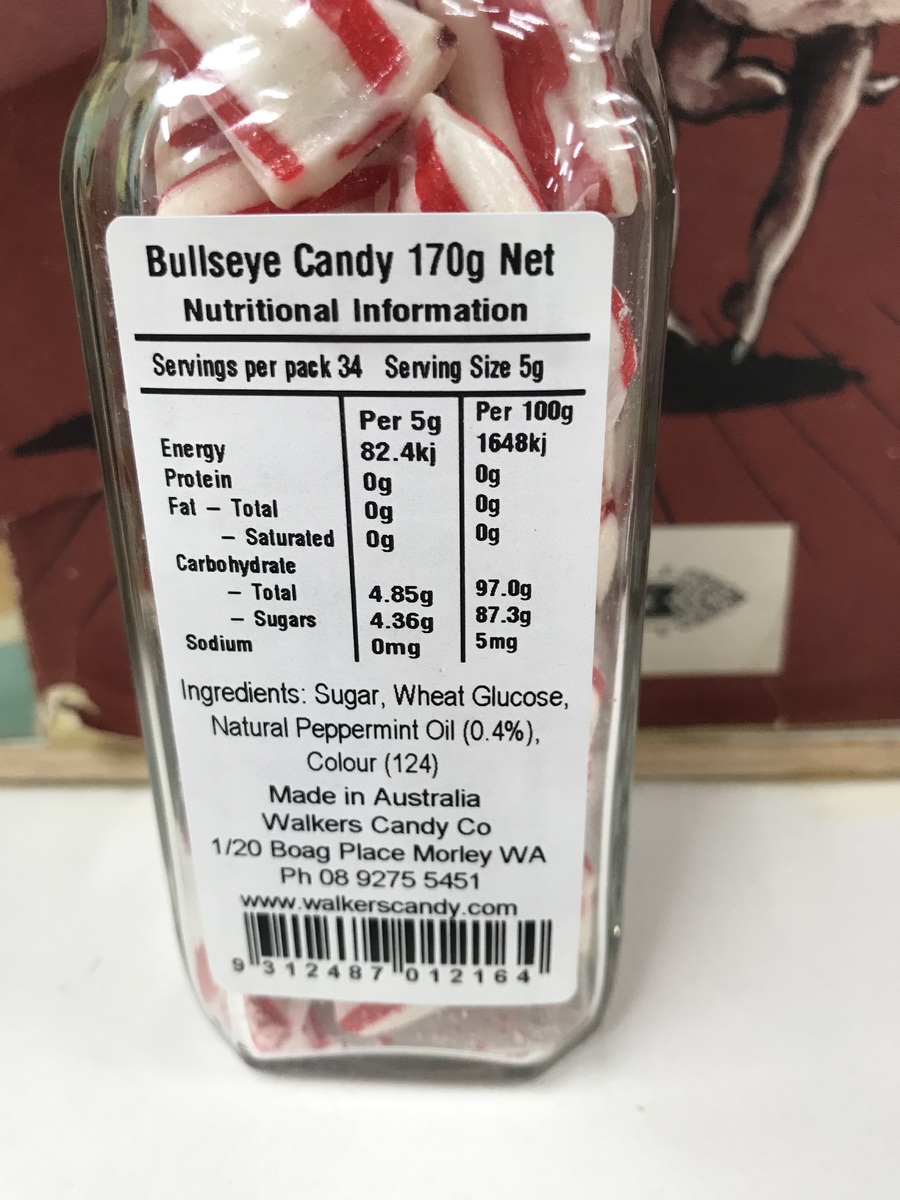 Bullseye Candy 170g Net
Nutritional Information
Servings per pack 34 Serving Size 5g
Per 5g Per 100g
Energy 82.4kj 1648kj
Protein 0g 0g
Fat – Total 0g 0g
– Saturated 0g 0g
Carbohydrate
– Total 4.85g 97.0g
– Sugars 4.36g 87.3g
Sodium 0mg 5mg
Ingredients: Sugar, Wheat Glucose,
Natural Peppermint Oil (0.4%),
Colour (124)
Made in Australia
Walkers Candy Co
1/20 Boag Place Morley WA
Ph 08 9275 5451
www.walkerscandy.com
9 312487 012164